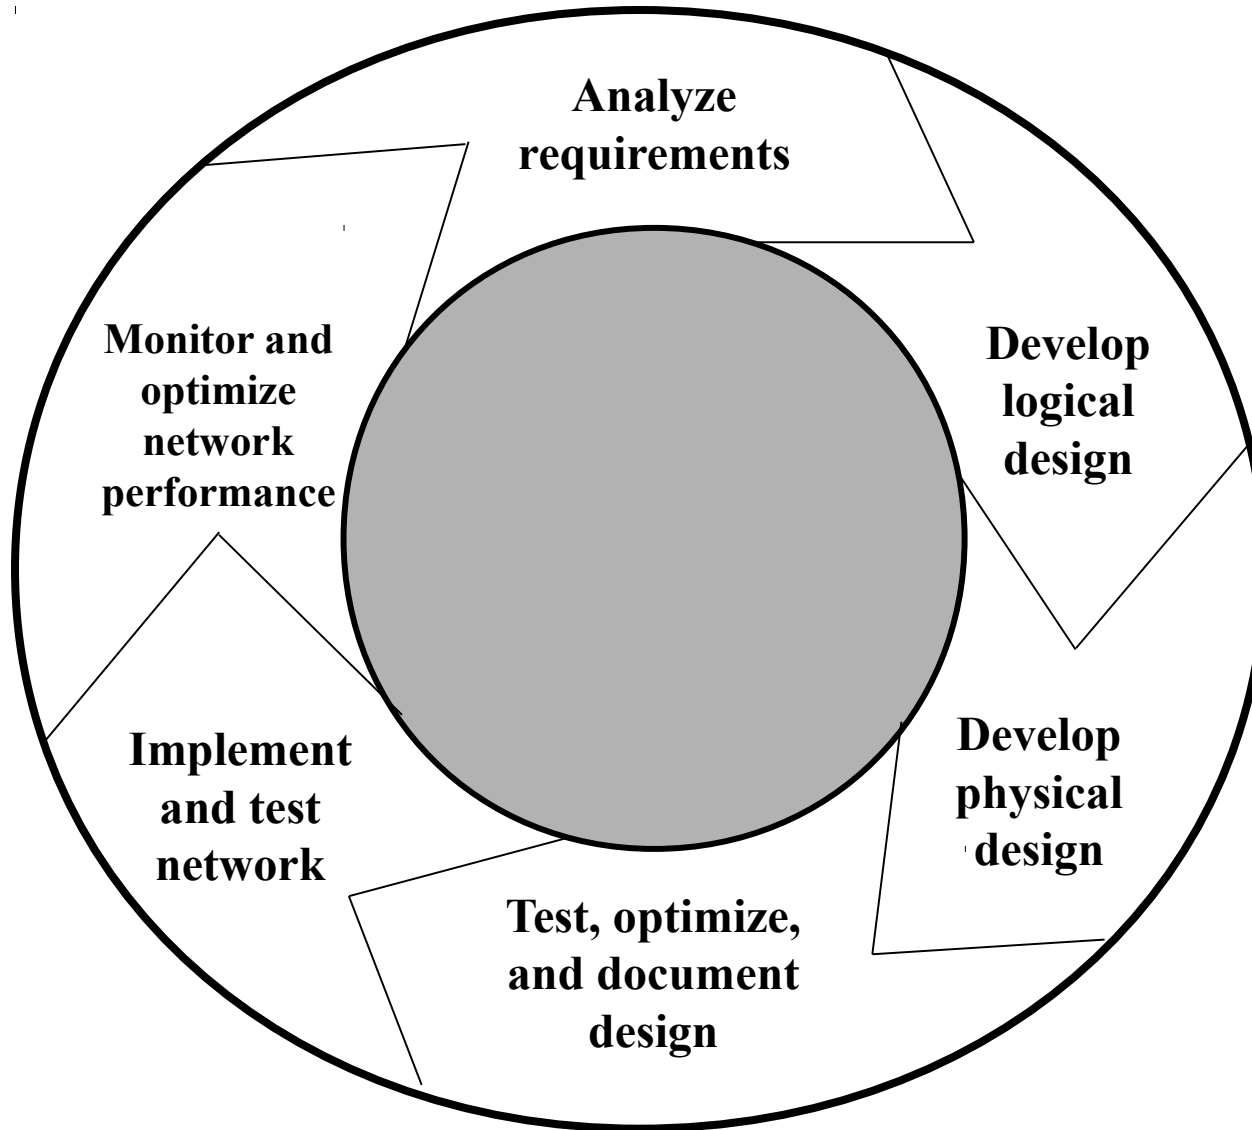 Analyze
requirements
Develop
logical
design
Develop
physical
design
Test, optimize,
and document
design
Implement
and test
network
Monitor and
optimize
network
performance